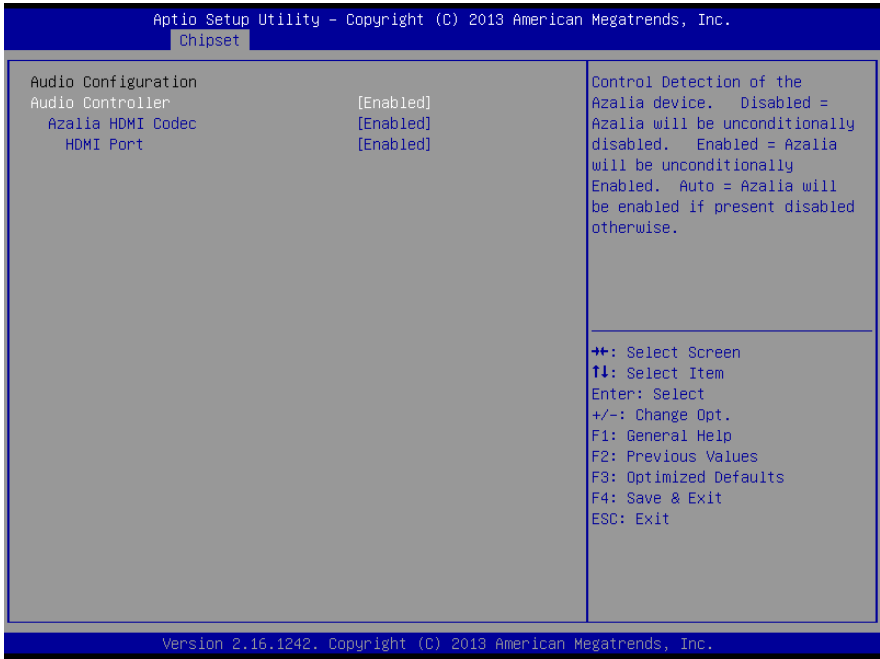 Aptio Setup Utility – Copyright (C) 2013 American Megatrends, Inc.
Chipset
Audio Configuration
Audio Controller [Enabled]
Azalia HDMI Codec [Enabled]
HDMI Port [Enabled]
Control Detection of the
Azalia device. Disabled =
Azalia will be unconditionally
disabled. Enabled = Azalia
will be unconditionally
Enabled. Auto = Azalia will
be enabled if present disabled
otherwise.
→←: Select Screen
↑↓: Select Item
Enter: Select
+/-: Change Opt.
F1: General Help
F2: Previous Values
F3: Optimized Defaults
F4: Save & Exit
ESC: Exit
Version 2.16.1242. Copyright (C) 2013 American Megatrends, Inc.